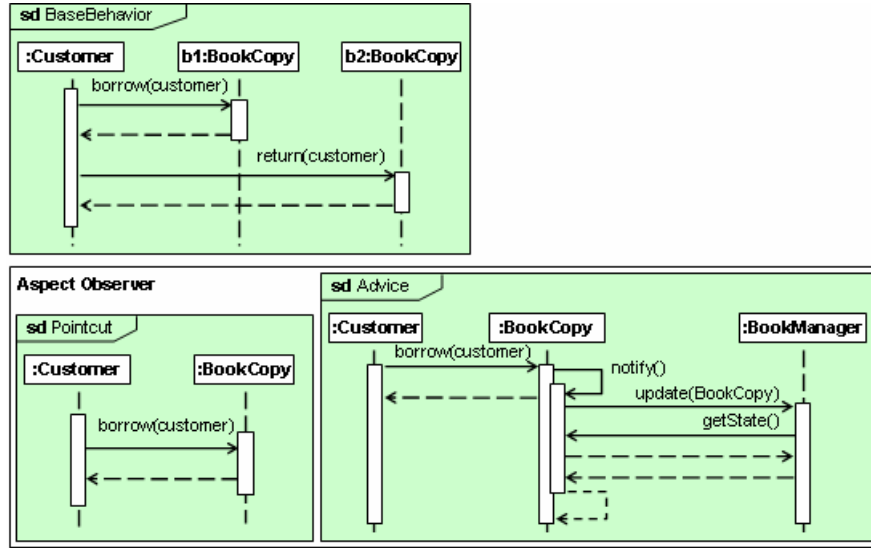 sd BaseBehavior
:Customer b1:BookCopy b2:BookCopy
borrow(customer)
return(customer)
Aspect Observer
sd Pointcut
:Customer :BookCopy
borrow(customer)
sd Advice
:Customer :BookCopy :BookManager
borrow(customer)
notify()
update(BookCopy)
getState()